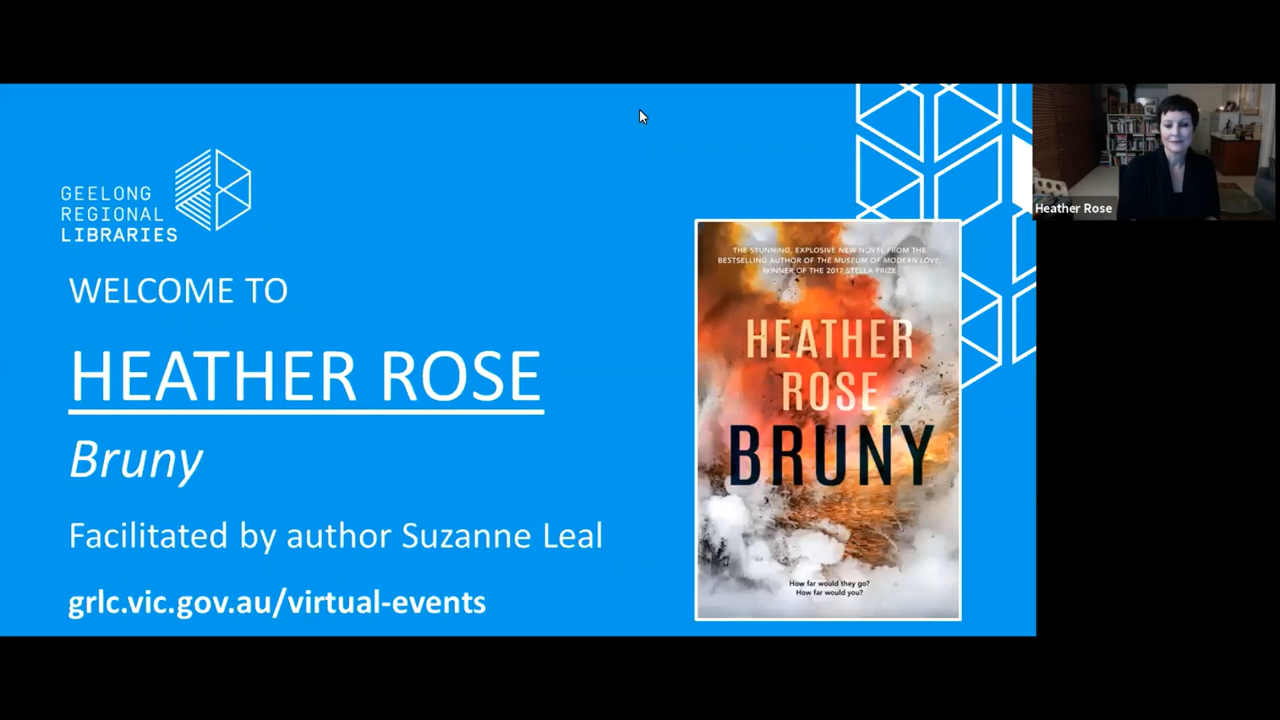 GEELONG
REGIONAL
LIBRARIES
WELCOME TO
HEATHER ROSE
Bruny
Facilitated by author Suzanne Leal
grlc.vic.gov.au/virtual-events
THE STUNNING, EXPLOSIVE NEW NOVEL FROM THE
BESTSELLING AUTHOR OF THE MUSEUM OF MODERN LOVE,
WINNER OF THE 2017 STELLA PRIZE
HEATHER
ROSE
BRUNY
How far would they go?
How far would you?
Heather Rose